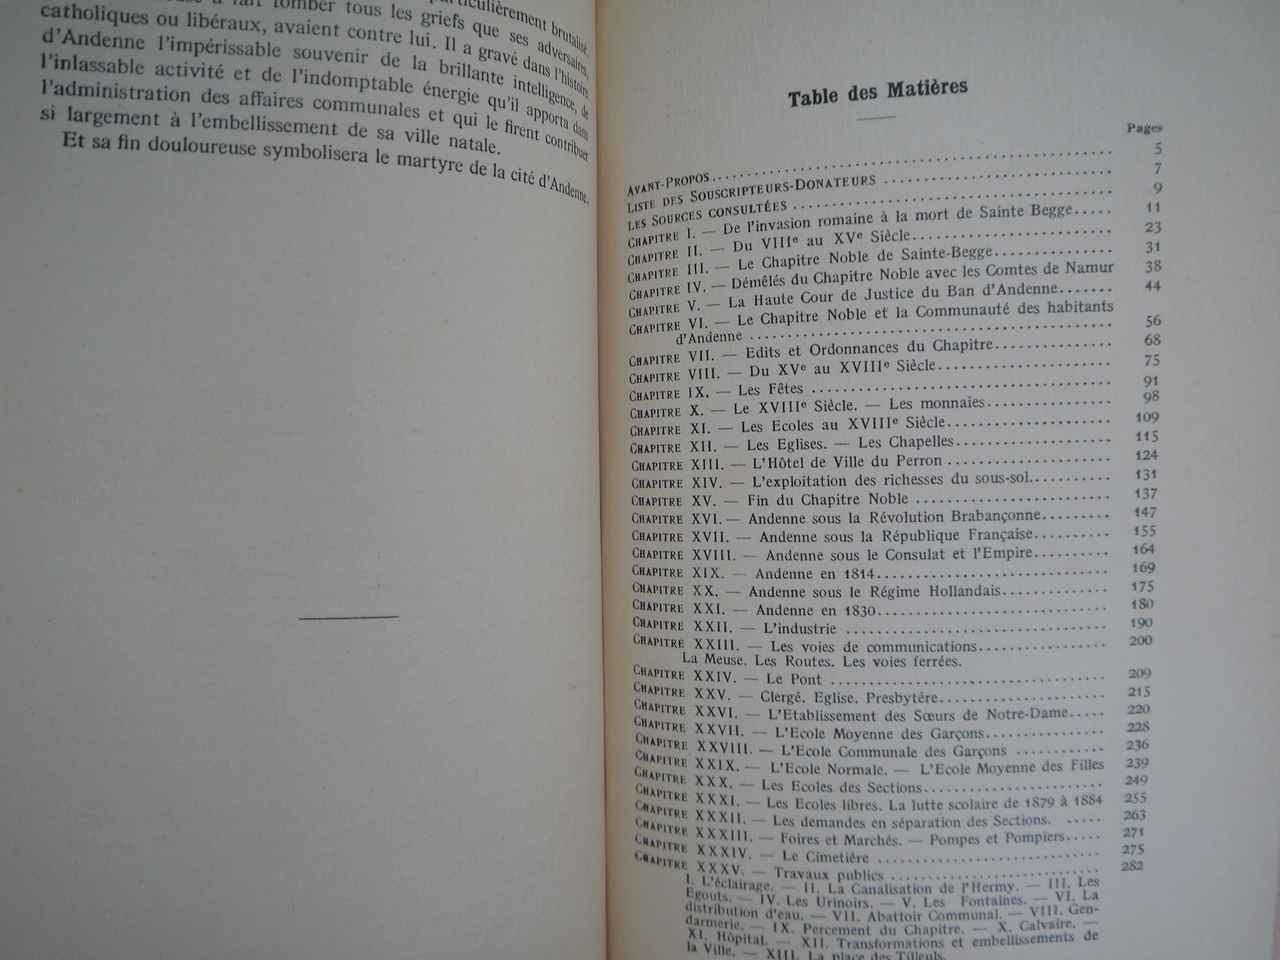 a fait tomber tous les griefs que ses adversaires,
catholiques ou libéraux, avaient contre lui. Il a gravé dans l'histoire
d'Andenne l'impérissable souvenir de la brillante intelligence, de
l'inlassable activité et de l'indomptable énergie qu'il apporta dans
l'administration des affaires communales et qui le firent contribuer
si largement à l'embellissement de sa ville natale.
Et sa fin douloureuse symbolisera le martyre de la cité d'Andenne.
Table des Matières
Pages
Avant-Propos 5
Liste des Souscripteurs-Donateurs 7
Les Sources consultées 9
Chapitre I. — De l'invasion romaine à la mort de Sainte Begge 11
Chapitre II. — Du VIIIe au XVe Siècle 23
Chapitre III. — Le Chapitre Noble de Sainte-Begge 31
Chapitre IV. — Démêlés du Chapitre Noble avec les Comtes de Namur 38
Chapitre V. — La Haute Cour de Justice du Ban d'Andenne 44
Chapitre VI. — Le Chapitre Noble et la Communauté des habitants
d'Andenne 56
Chapitre VII. — Edits et Ordonnances du Chapitre 68
Chapitre VIII. — Du XVe au XVIIIe Siècle 75
Chapitre IX. — Les Fêtes 91
Chapitre X. — Le XVIIIe Siècle. — Les monnaies 98
Chapitre XI. — Les Ecoles au XVIIIe Siècle 109
Chapitre XII. — Les Eglises. — Les Chapelles 115
Chapitre XIII. — L'Hôtel de Ville du Perron 124
Chapitre XIV. — L'exploitation des richesses du sous-sol 131
Chapitre XV. — Fin du Chapitre Noble 137
Chapitre XVI. — Andenne sous la Révolution Brabançonne 147
Chapitre XVII. — Andenne sous la République Française 155
Chapitre XVIII. — Andenne sous le Consulat et l'Empire 164
Chapitre XIX. — Andenne en 1814 169
Chapitre XX. — Andenne sous le Régime Hollandais 175
Chapitre XXI. — Andenne en 1830 180
Chapitre XXII. — L'industrie 190
Chapitre XXIII. — Les voies de communications 200
La Meuse. Les Routes. Les voies ferrées.
Chapitre XXIV. — Le Pont 209
Chapitre XXV. — Clergé. Eglise. Presbytère 215
Chapitre XXVI. — L'Etablissement des Sœurs de Notre-Dame 220
Chapitre XXVII. — L'Ecole Moyenne des Garçons 228
Chapitre XXVIII. — L'Ecole Communale des Garçons 236
Chapitre XXIX. — L'Ecole Normale. — L'Ecole Moyenne des Filles 239
Chapitre XXX. — Les Ecoles des Sections 249
Chapitre XXXI. — Les Ecoles libres. La lutte scolaire de 1879 à 1884 255
Chapitre XXXII. — Les demandes en séparation des Sections. 263
Chapitre XXXIII. — Foires et Marchés. — Pompes et Pompiers 271
Chapitre XXXIV. — Le Cimetière 275
Chapitre XXXV. — Travaux publics 282
I. L'éclairage. — II. La Canalisation de l'Hermy. — III. Les
Egouts. — IV. Les Urinoirs. — V. Les Fontaines. — VI. La
distribution d'eau. — VII. Abattoir Communal. — VIII. Gen-
darmerie. — IX. Percement du Chapitre. — X. Calvaire. —
XI. Hôpital. — XII. Transformations et embellissements de
la Ville. — XIII. La place des Tilleuls.